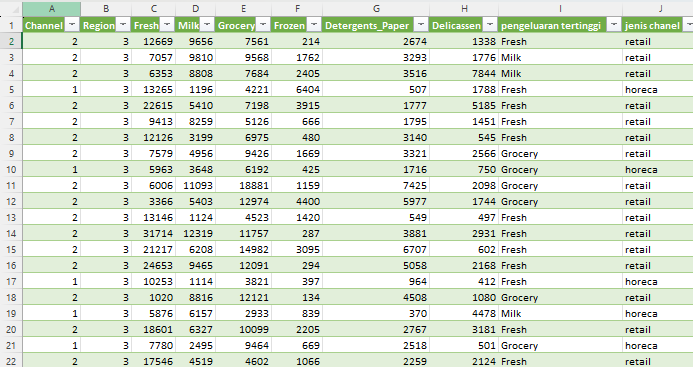 A B C D E F G H I J
1 Channel Region Fresh Milk Grocery Frozen Detergents_Paper Delicassen pengeluaran tertinggi jenis chanel
2 2 3 12669 9656 7561 214 2674 1338 Fresh retail
3 2 3 7057 9810 9568 1762 3293 1776 Milk retail
4 2 3 6353 8808 7684 2405 3516 7844 Milk retail
5 1 3 13265 1196 4221 6404 507 1788 Fresh horeca
6 2 3 22615 5410 7198 3915 1777 5185 Fresh retail
7 2 3 9413 8259 5126 666 1795 1451 Fresh retail
8 2 3 12126 3199 6975 480 3140 545 Fresh retail
9 2 3 7579 4956 9426 1669 3321 2566 Grocery retail
10 1 3 5963 3648 6192 425 1716 750 Grocery horeca
11 2 3 6006 11093 18881 1159 7425 2098 Grocery retail
12 2 3 3366 5403 12974 4400 5977 1744 Grocery retail
13 2 3 13146 1124 4523 1420 549 497 Fresh retail
14 2 3 31714 12319 11757 287 3881 2931 Fresh retail
15 2 3 21217 6208 14982 3095 6707 602 Fresh retail
16 2 3 24653 9465 12091 294 5058 2168 Fresh retail
17 1 3 10253 1114 3821 397 964 412 Fresh horeca
18 2 3 1020 8816 12121 134 4508 1080 Grocery retail
19 1 3 5876 6157 2933 839 370 4478 Milk horeca
20 2 3 18601 6327 10099 2205 2767 3181 Fresh retail
21 1 3 7780 2495 9464 669 2518 501 Grocery horeca
22 2 3 17546 4519 4602 1066 2259 2124 Fresh retail